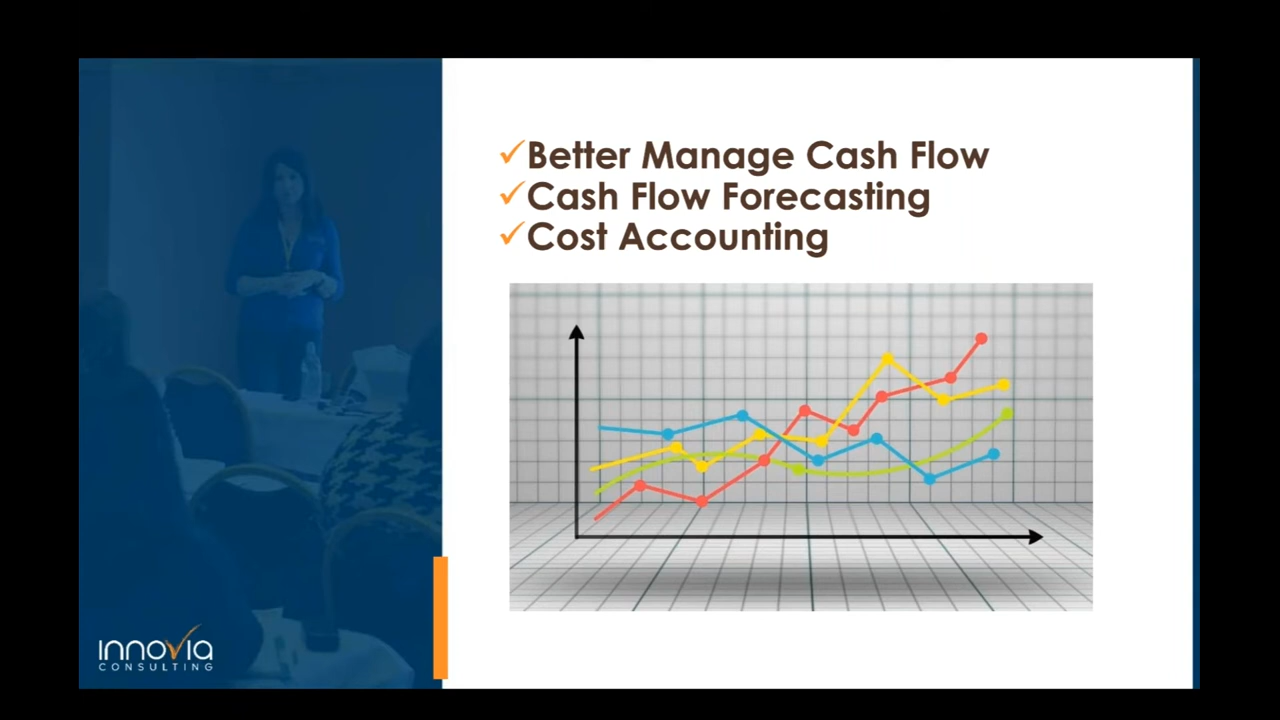 Better Manage Cash Flow
Cash Flow Forecasting
Cost Accounting
innovia
CONSULTING